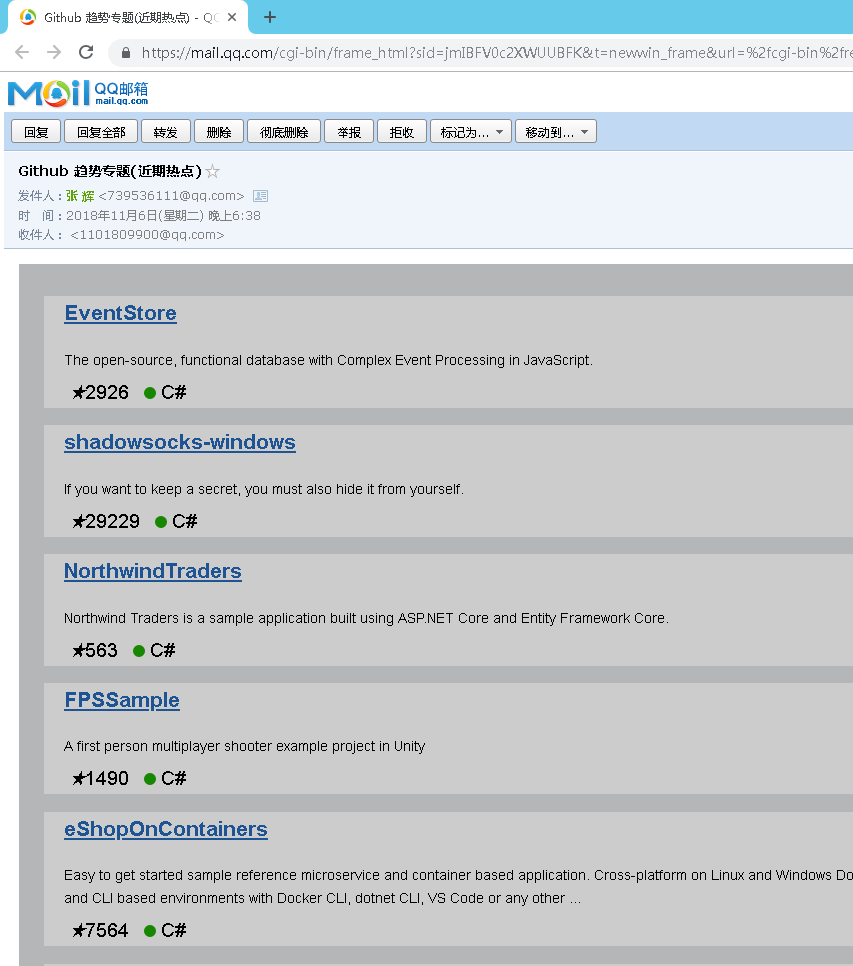 Github 趋势专题(近期热点) - QQ
https://mail.qq.com/cgi-bin/frame_html?sid=jmIBFV0c2XWUUBFK&t=newwin_frame&url=%2fcgi-bin%2fre
Mail QQ邮箱
mail.qq.com
回复 回复全部 转发 删除 彻底删除 举报 拒收 标记为... 移动到...
Github 趋势专题(近期热点)
发件人：张 辉 <739536111@qq.com>
时 间：2018年11月6日(星期二) 晚上6:38
收件人： <1101809900@qq.com>
EventStore
The open-source, functional database with Complex Event Processing in JavaScript.
★2926 C#
shadowsocks-windows
If you want to keep a secret, you must also hide it from yourself.
★29229 C#
NorthwindTraders
Northwind Traders is a sample application built using ASP.NET Core and Entity Framework Core.
★563 C#
FPSSample
A first person multiplayer shooter example project in Unity
★1490 C#
eShopOnContainers
Easy to get started sample reference microservice and container based application. Cross-platform on Linux and Windows Do
and CLI based environments with Docker CLI, dotnet CLI, VS Code or any other ...
★7564 C#